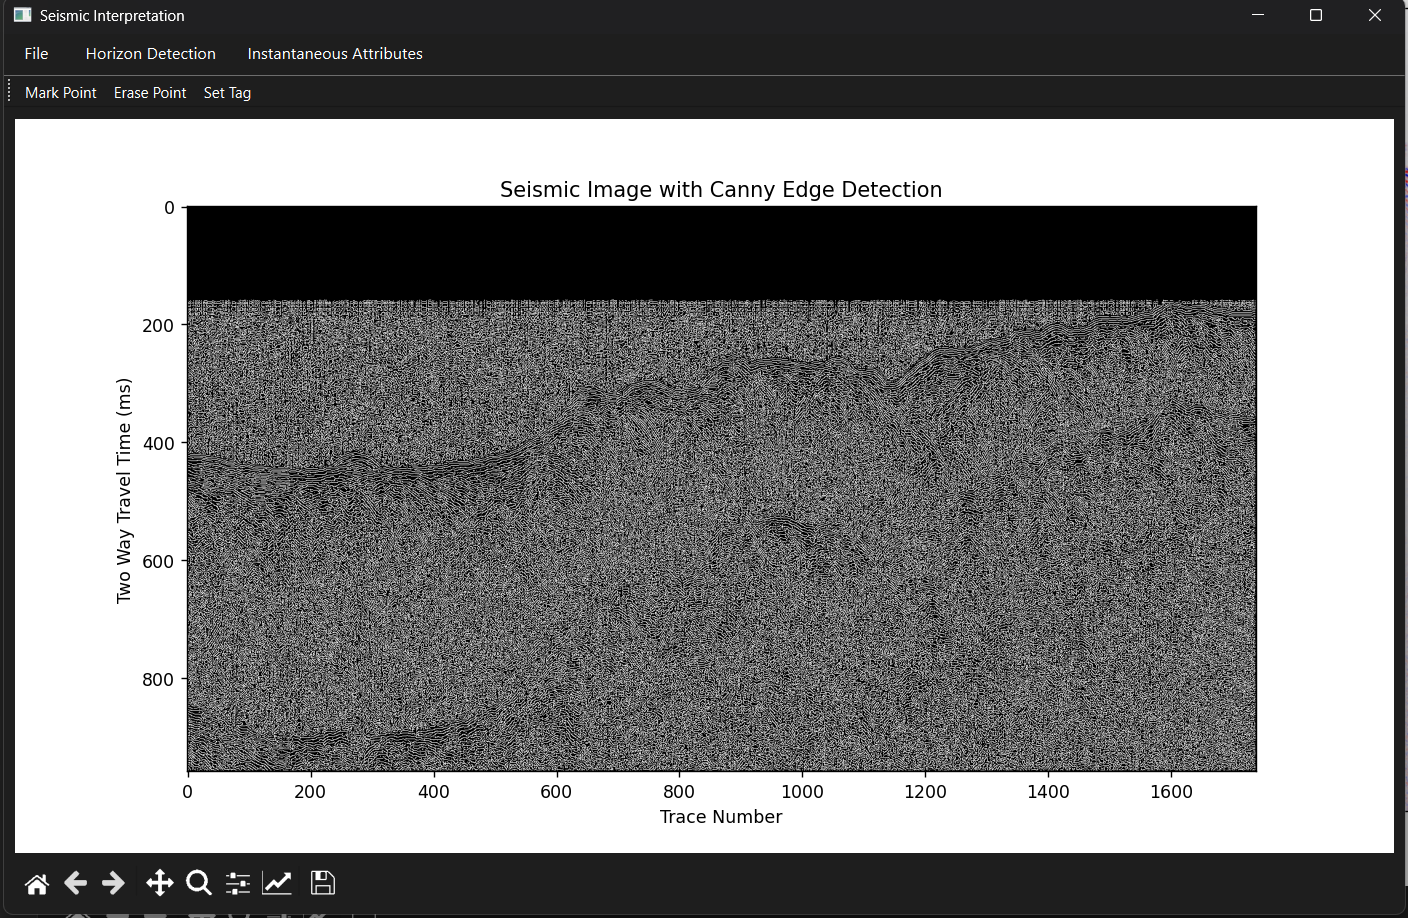 Seismic Interpretation
File Horizon Detection Instantaneous Attributes
Mark Point Erase Point Set Tag
Seismic Image with Canny Edge Detection
0
200
400
600
800
Two Way Travel Time (ms)
0 200 400 600 800 1000 1200 1400 1600
Trace Number